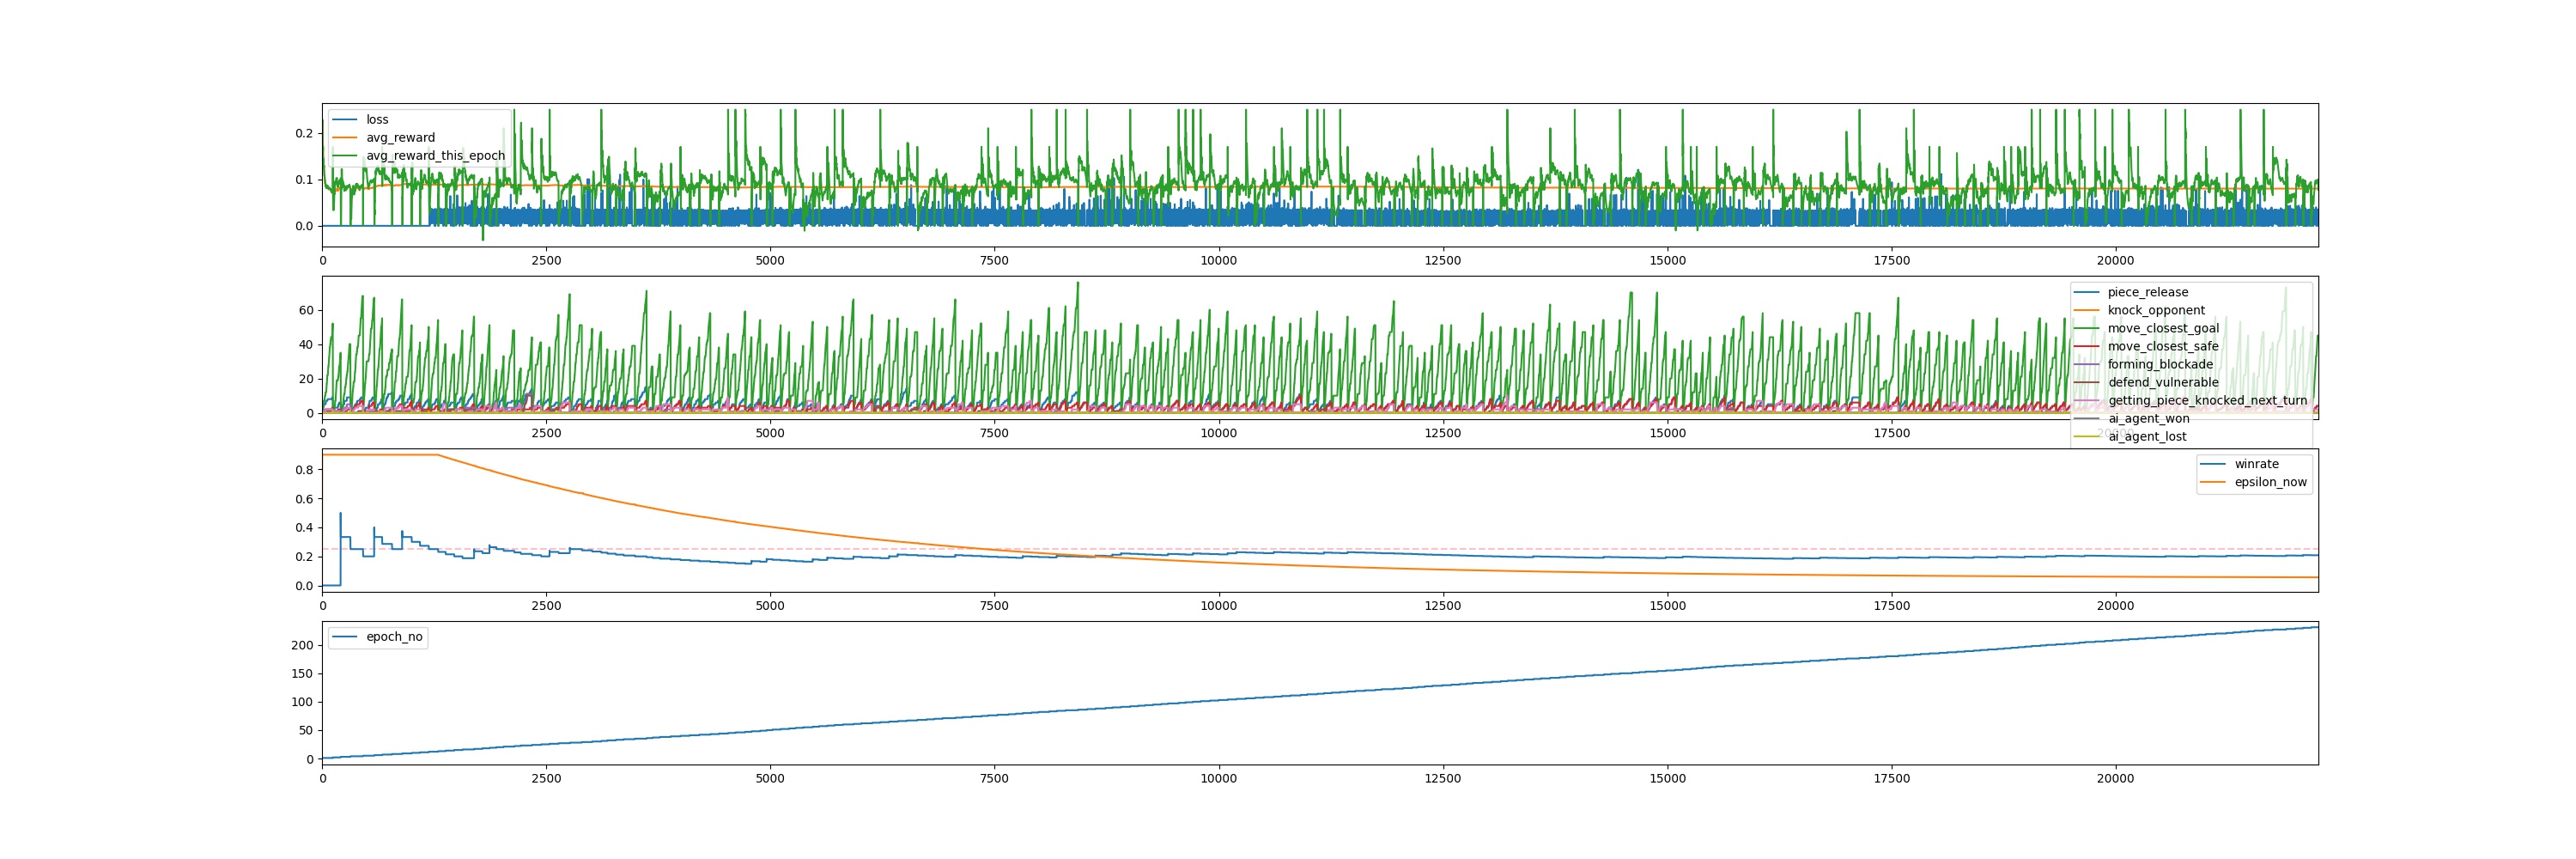 0.2
0.1
0.0
loss
avg_reward
avg_reward_this_epoch
0 2500 5000 7500 10000 12500 15000 17500 20000
60
40
20
0
piece_release
knock_opponent
move_closest_goal
move_closest_safe
forming_blockade
defend_vulnerable
getting_piece_knocked_next_turn
ai_agent_won
ai_agent_lost
0 2500 5000 7500 10000 12500 15000 17500 20000
0.8
0.6
0.4
0.2
0.0
winrate
epsilon_now
0 2500 5000 7500 10000 12500 15000 17500 20000
200
150
100
50
0
epoch_no
0 2500 5000 7500 10000 12500 15000 17500 20000